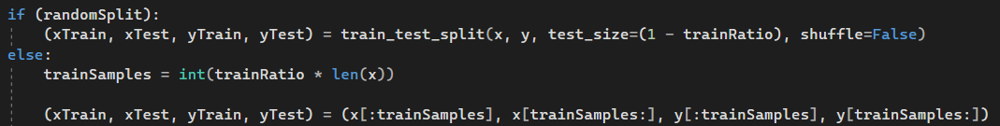 if (randomSplit):
    (xTrain, xTest, yTrain, yTest) = train_test_split(x, y, test_size=(1 - trainRatio), shuffle=False)
else:
    trainSamples = int(trainRatio * len(x))

    (xTrain, xTest, yTrain, yTest) = (x[:trainSamples], x[trainSamples:], y[:trainSamples], y[trainSamples:])